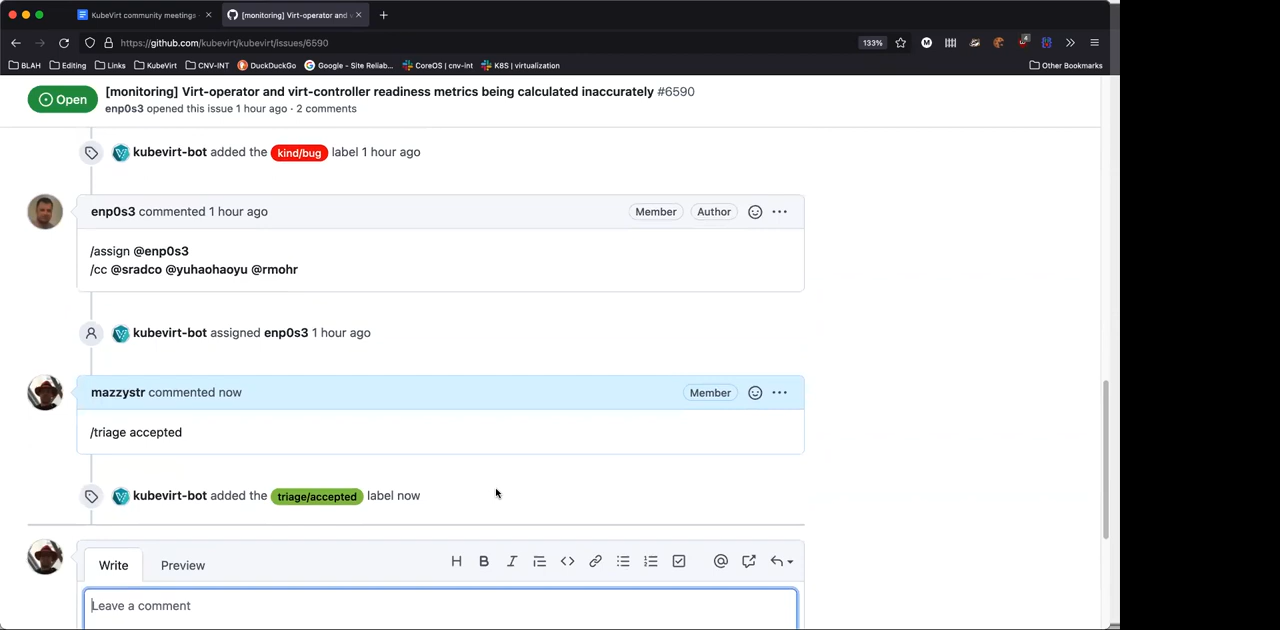 KubeVirt community meetings
[monitoring] Virt-operator and v
https://github.com/kubevirt/kubevirt/issues/6590
133%
4
BLAH
Editing
Links
KubeVirt
CNV-INT
DuckDuckGo
Google - Site Reliab...
CoreOS | cnv-int
K8S | virtualization
Other Bookmarks
Open
[monitoring] Virt-operator and virt-controller readiness metrics being calculated inaccurately #6590
enp0s3 opened this issue 1 hour ago · 2 comments
kubevirt-bot added the kind/bug label 1 hour ago
enp0s3 commented 1 hour ago
Member
Author
/assign @enp0s3
/cc @sradco @yuhaohaoyu @rmohr
kubevirt-bot assigned enp0s3 1 hour ago
mazzystr commented now
Member
/triage accepted
kubevirt-bot added the triage/accepted label now
Write
Preview
Leave a comment